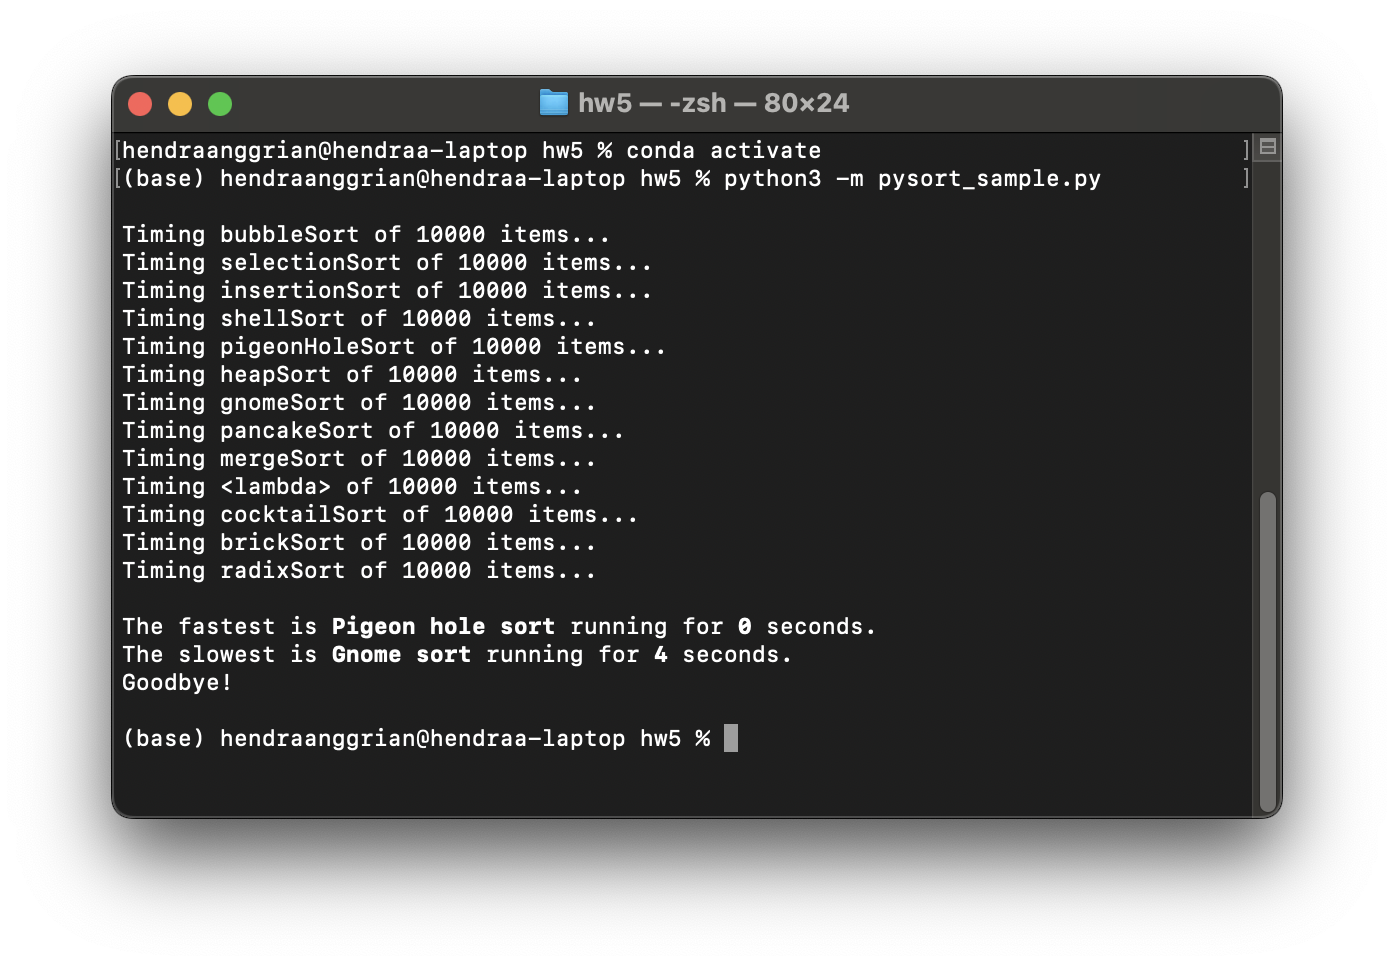 hw5 — -zsh — 80×24
[hendraanggrian@hendraa-laptop hw5 % conda activate ]
[(base) hendraanggrian@hendraa-laptop hw5 % python3 -m pysort_sample.py ]
Timing bubbleSort of 10000 items...
Timing selectionSort of 10000 items...
Timing insertionSort of 10000 items...
Timing shellSort of 10000 items...
Timing pigeonHoleSort of 10000 items...
Timing heapSort of 10000 items...
Timing gnomeSort of 10000 items...
Timing pancakeSort of 10000 items...
Timing mergeSort of 10000 items...
Timing <lambda> of 10000 items...
Timing cocktailSort of 10000 items...
Timing brickSort of 10000 items...
Timing radixSort of 10000 items...
The fastest is Pigeon hole sort running for 0 seconds.
The slowest is Gnome sort running for 4 seconds.
Goodbye!
(base) hendraanggrian@hendraa-laptop hw5 %